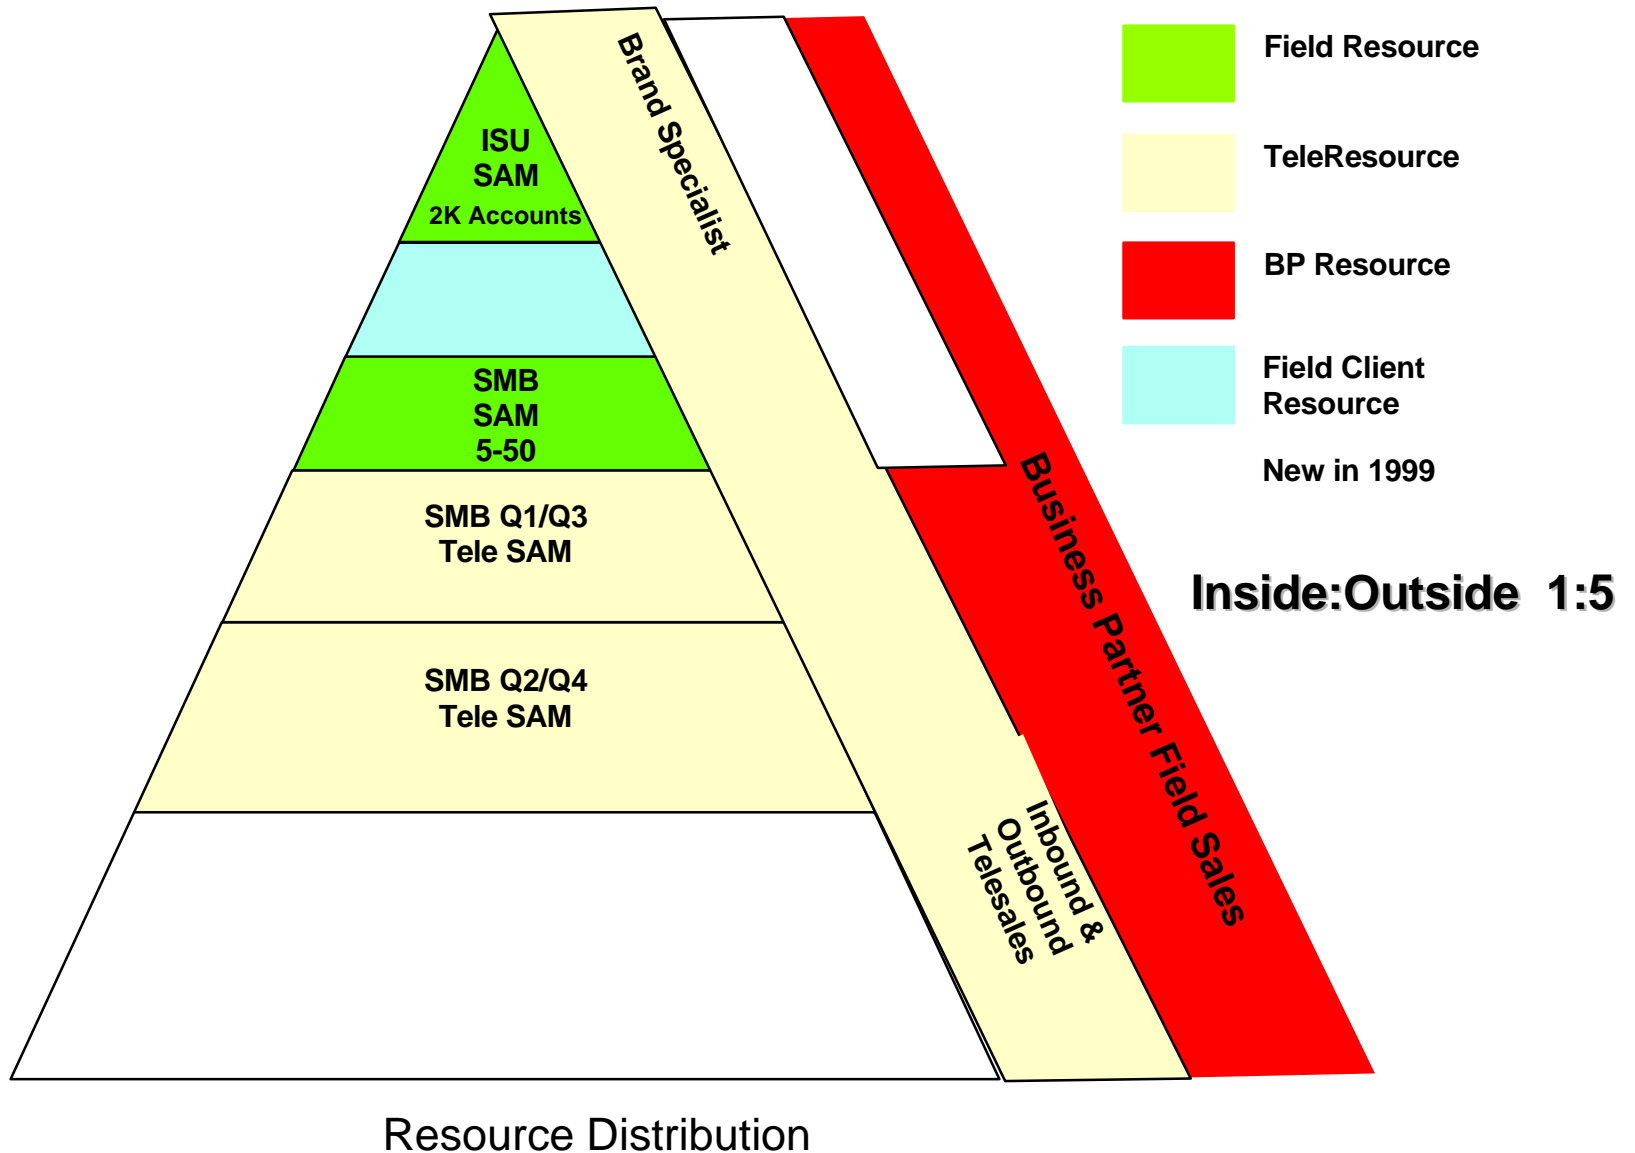 ISU
SAM
2K Accounts
SMB
SAM
5-50
SMB Q1/Q3
Tele SAM
SMB Q2/Q4
Tele SAM
Brand Specialist
Inbound &
Outbound
Telesales
Business Partner Field Sales
Field Resource
TeleResource
BP Resource
Field Client
Resource
New in 1999
Inside:Outside 1:5
Resource Distribution